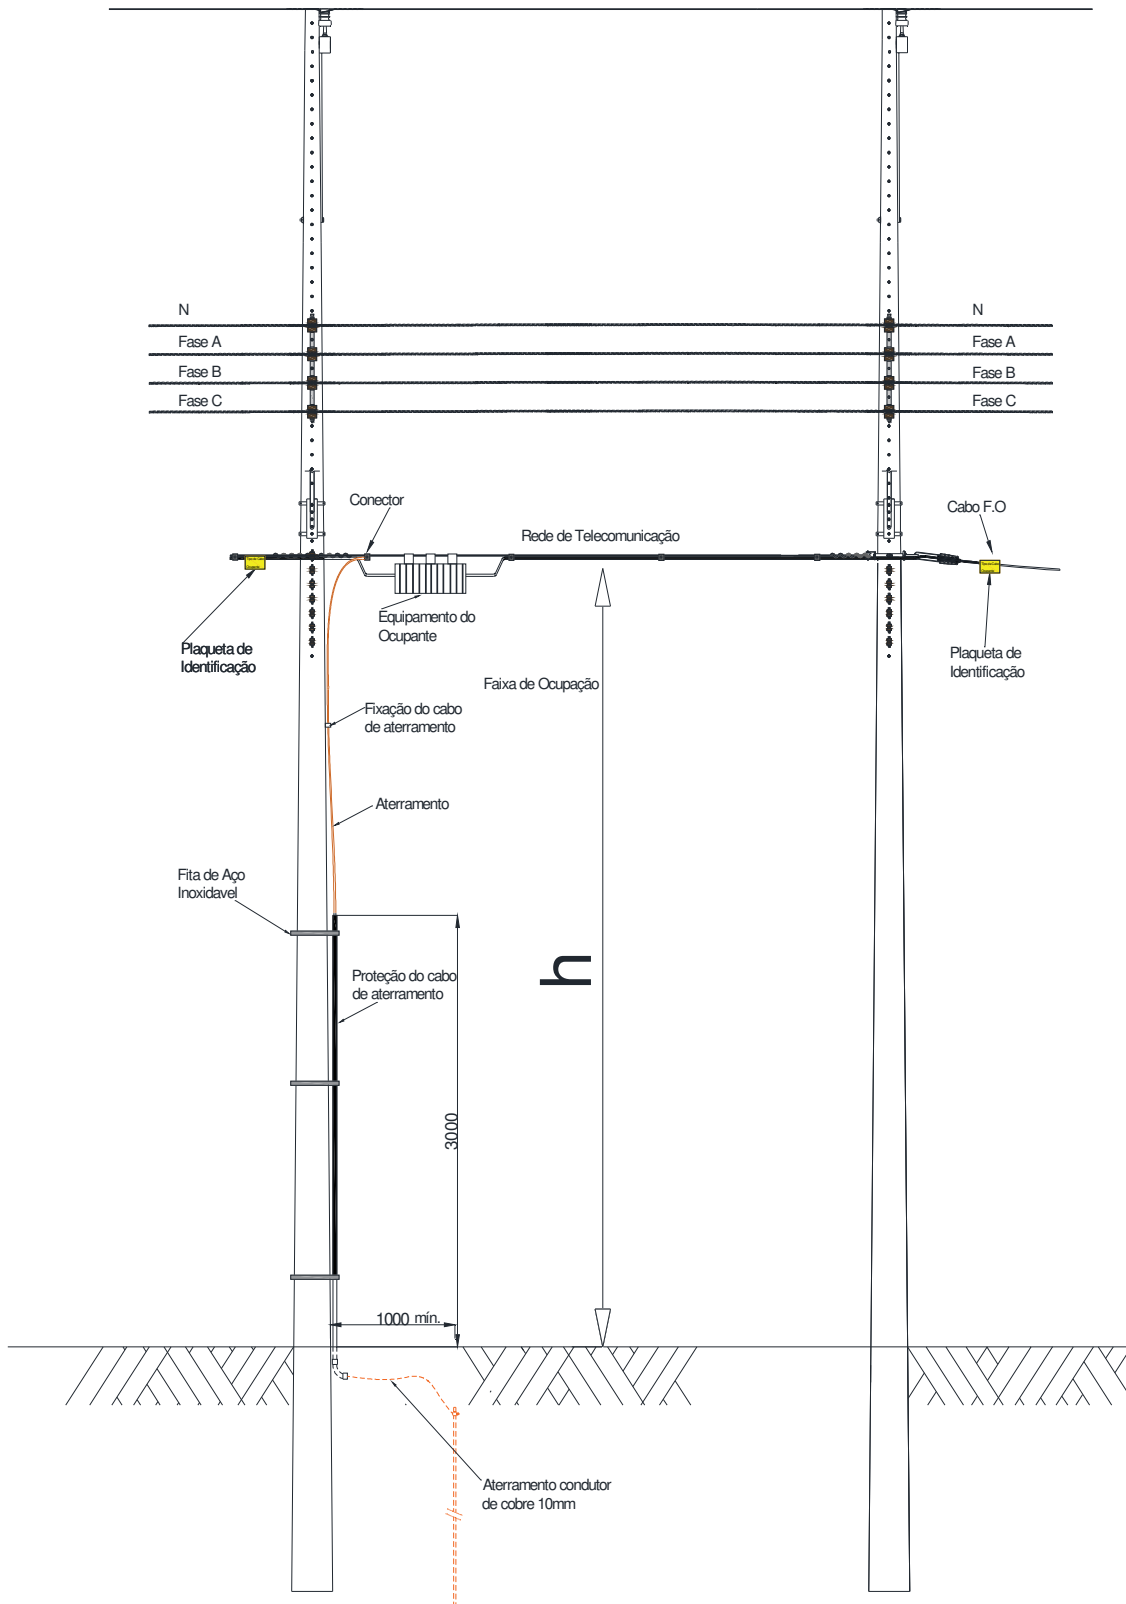 N
N
Fase A
Fase A
Fase B
Fase B
Fase C
Fase C
Conector
Cabo F.O
Rede de Telecomunicação
Equipamento do
Ocupante
Plaqueta de
Identificação
Plaqueta de
Identificação
Faixa de Ocupação
Fixação do cabo
de aterramento
Aterramento
Fita de Aço
Inoxidavel
Proteção do cabo
de aterramento
h
3000
1000 mín.
Aterramento condutor
de cobre 10mm